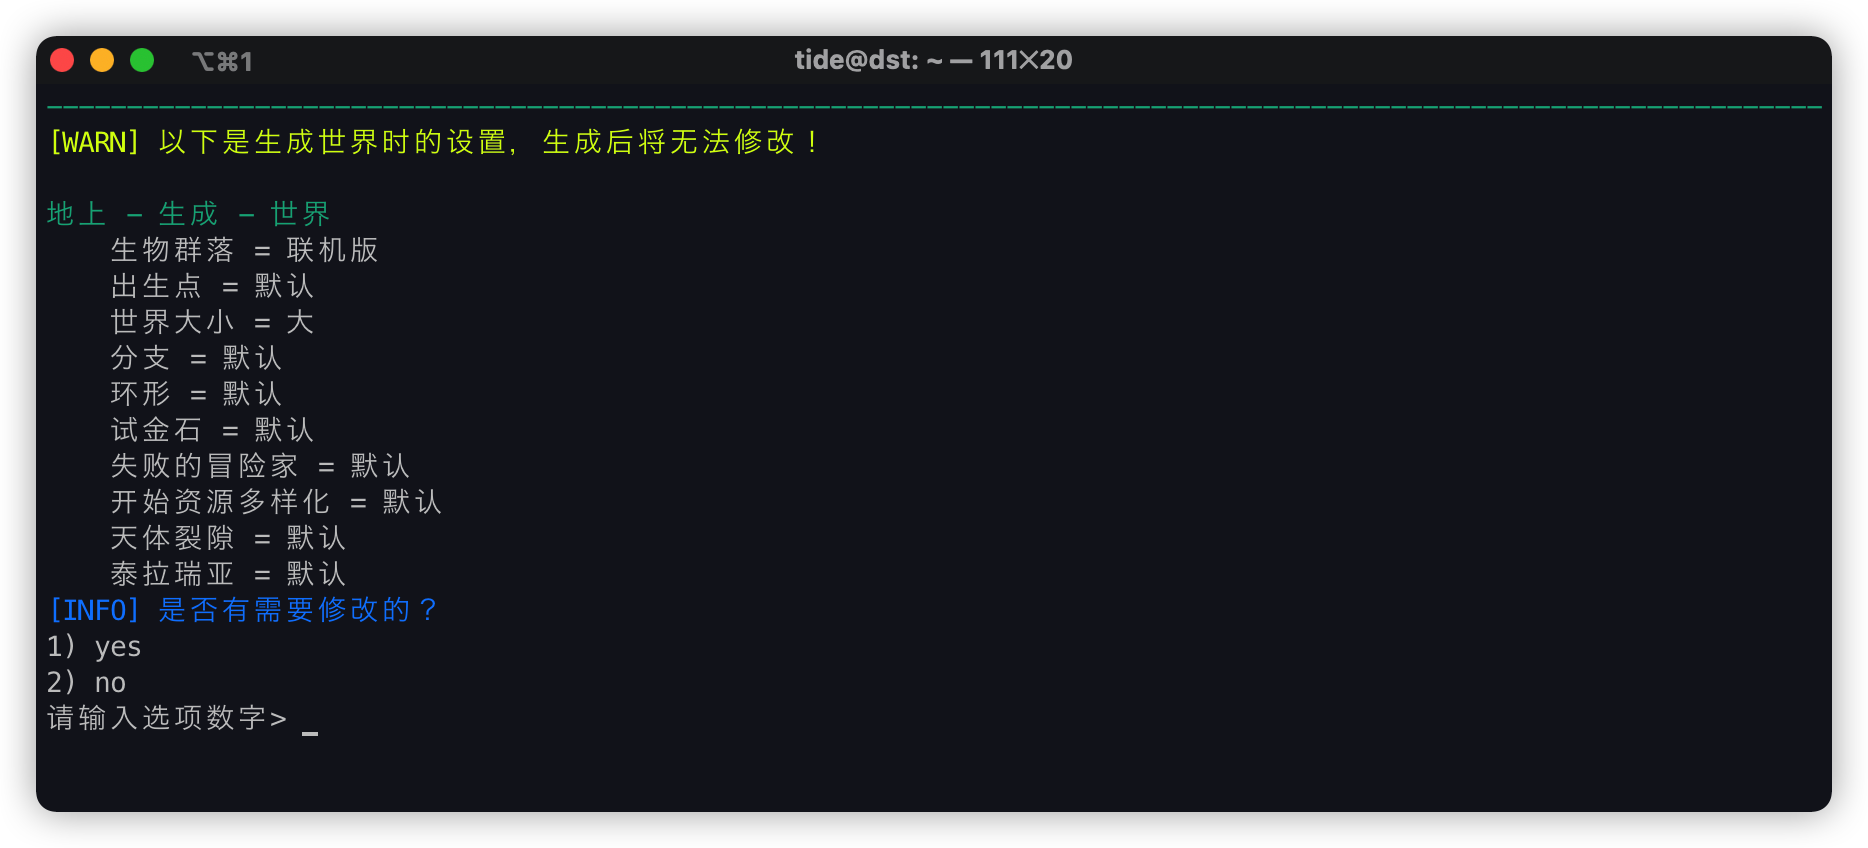 ⌥⌘1
tide@dst: ~ — 111×20
---------------------------------------------------------------------------------------------------------------
[WARN] 以下是生成世界时的设置，生成后将无法修改！
地上 - 生成 - 世界
生物群落 = 联机版
出生点 = 默认
世界大小 = 大
分支 = 默认
环形 = 默认
试金石 = 默认
失败的冒险家 = 默认
开始资源多样化 = 默认
天体裂隙 = 默认
泰拉瑞亚 = 默认
[INFO] 是否有需要修改的？
1) yes
2) no
请输入选项数字> _